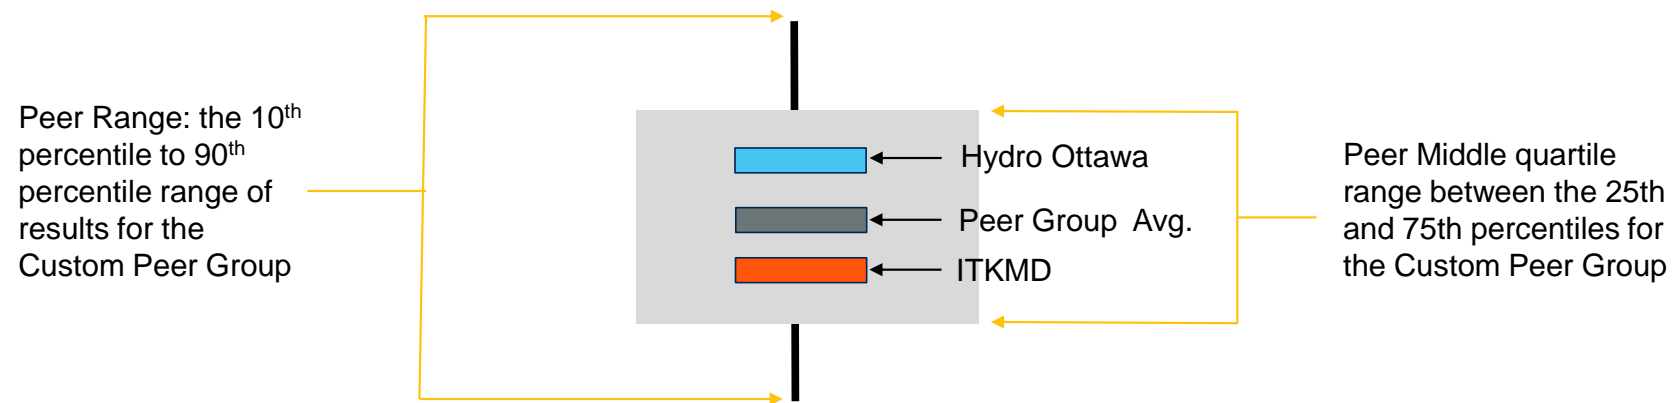 Peer Range: the 10th
percentile to 90th
percentile range of
results for the
Custom Peer Group
Hydro Ottawa
Peer Group Avg.
ITKMD
Peer Middle quartile
range between the 25th
and 75th percentiles for
the Custom Peer Group